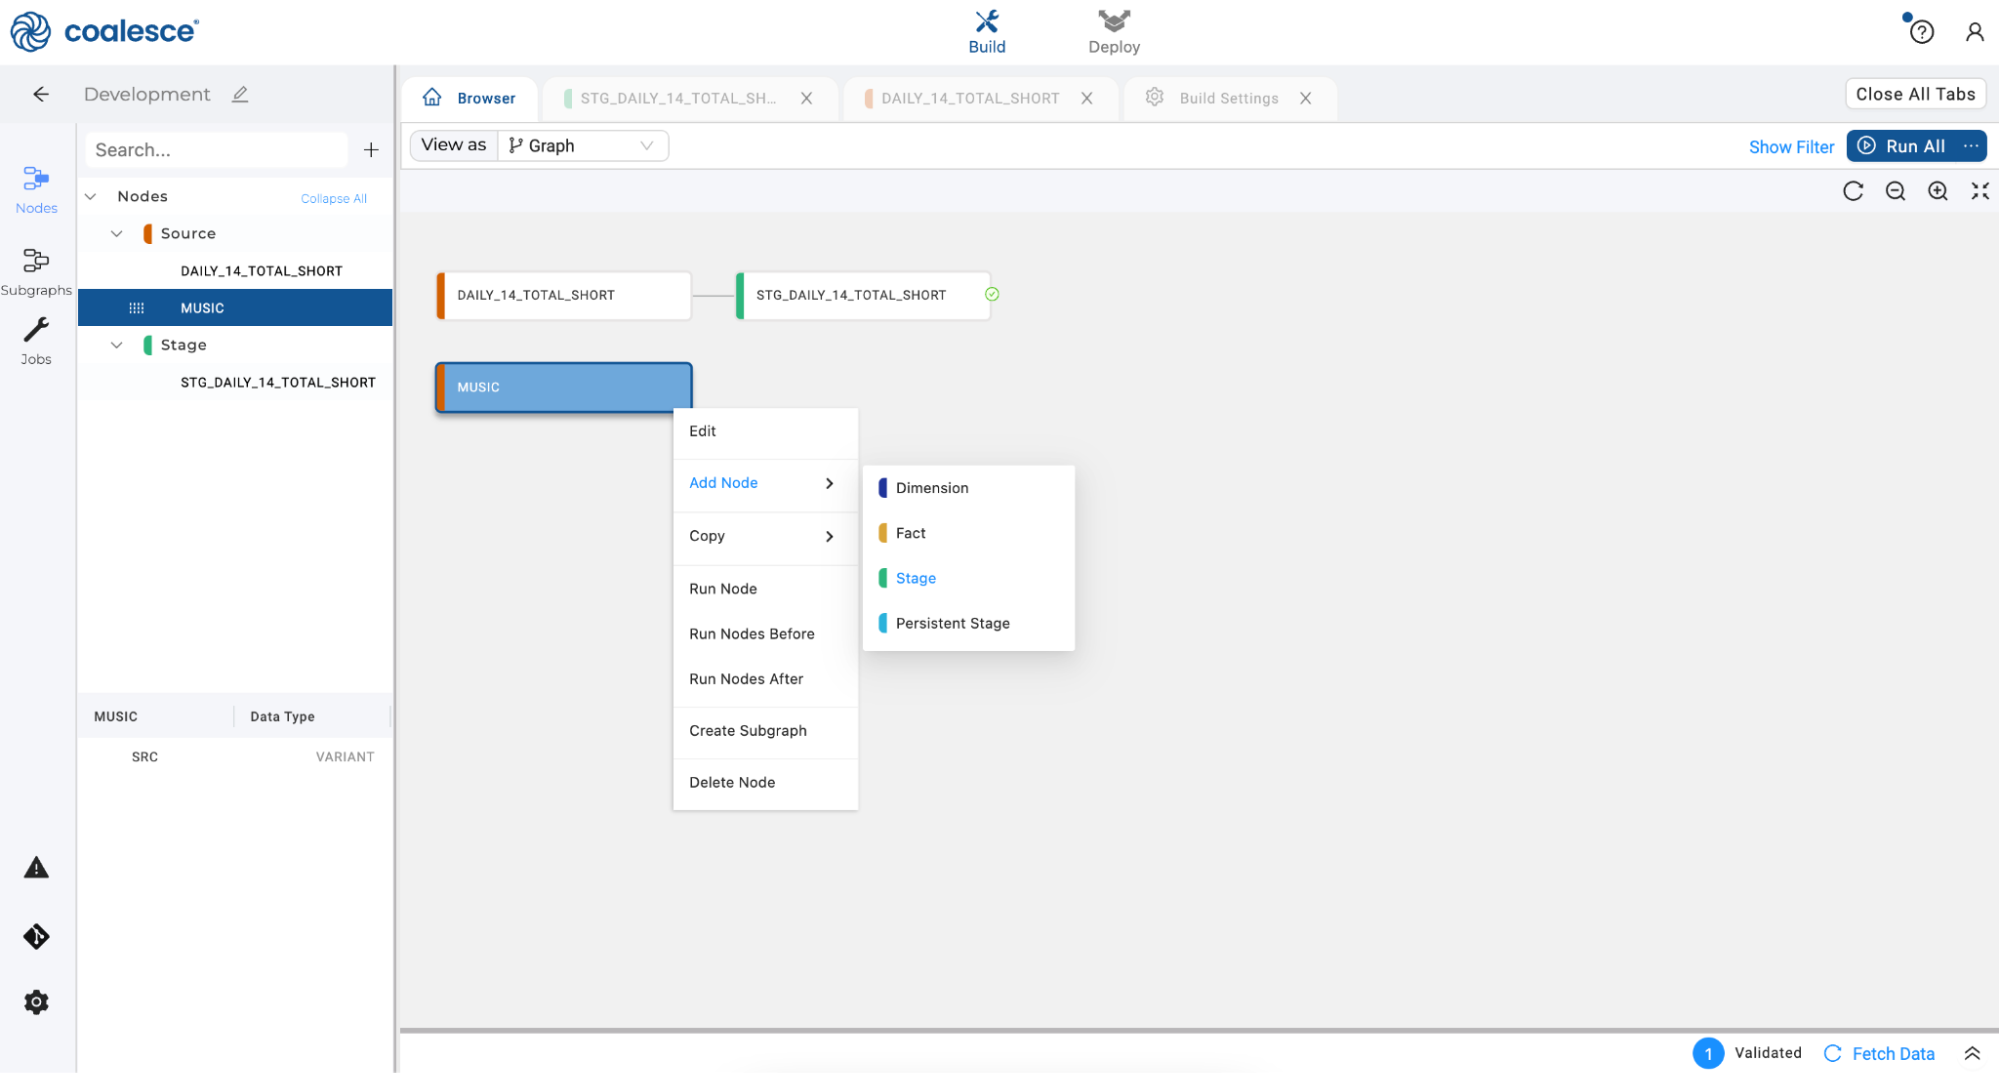 coalesce®
Build
Deploy
Development
Browser
STG_DAILY_14_TOTAL_SH...
DAILY_14_TOTAL_SHORT
Build Settings
Close All Tabs
Search...
View as
Graph
Show Filter
Run All
Nodes
Subgraphs
Jobs
Nodes
Collapse All
Source
DAILY_14_TOTAL_SHORT
MUSIC
Stage
STG_DAILY_14_TOTAL_SHORT
DAILY_14_TOTAL_SHORT
STG_DAILY_14_TOTAL_SHORT
MUSIC
Edit
Add Node
Copy
Run Node
Run Nodes Before
Run Nodes After
Create Subgraph
Delete Node
Dimension
Fact
Stage
Persistent Stage
MUSIC
Data Type
SRC
VARIANT
1
Validated
Fetch Data